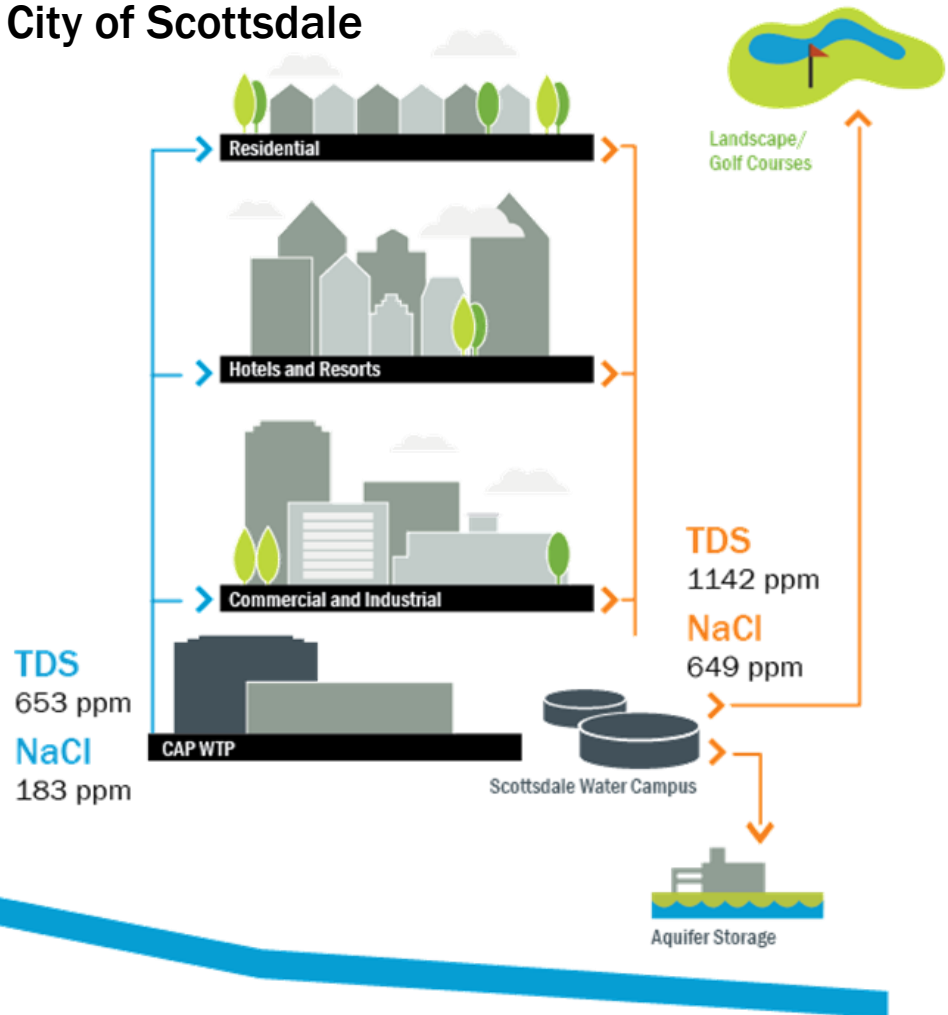 City of Scottsdale
Residential
Landscape/
Golf Courses
Hotels and Resorts
Commercial and Industrial
TDS
1142 ppm
NaCl
649 ppm
TDS
653 ppm
NaCl
183 ppm
CAP WTP
Scottsdale Water Campus
Aquifer Storage